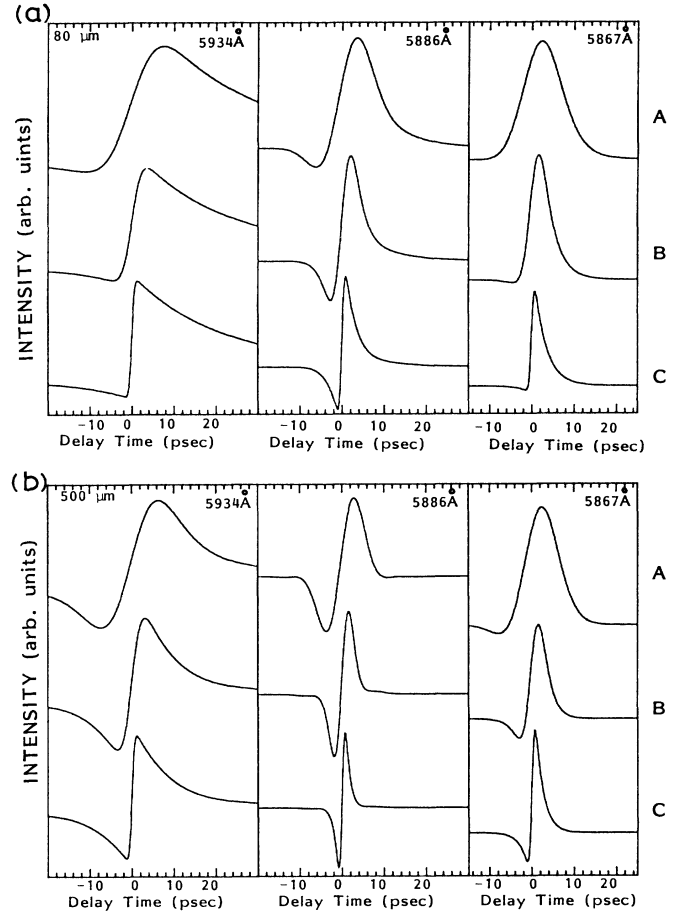 (a)
80 μm
5934Å
5886Å
5867Å
A
B
C
INTENSITY (arb. uints)
-10 0 10 20
-10 0 10 20
-10 0 10 20
Delay Time (psec)
Delay Time (psec)
Delay Time (psec)
(b)
500 μm
5934Å
5886Å
5867Å
A
B
C
INTENSITY (arb. units)
-10 0 10 20
-10 0 10 20
-10 0 10 20
Delay Time (psec)
Delay Time (psec)
Delay Time (psec)